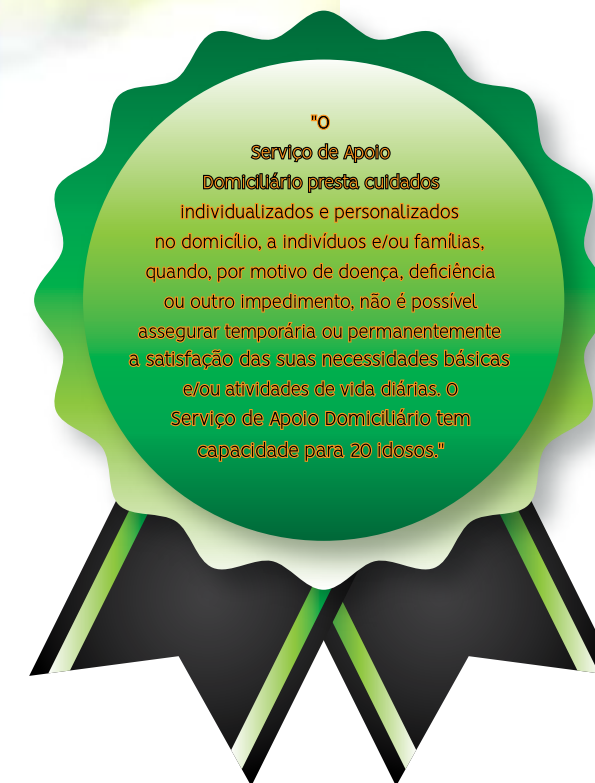 "O
Serviço de Apoio
Domiciliário presta cuidados
individualizados e personalizados
no domicílio, a indivíduos e/ou famílias,
quando, por motivo de doença, deficiência
ou outro impedimento, não é possível
assegurar temporária ou permanentemente
a satisfação das suas necessidades básicas
e/ou atividades de vida diárias. O
Serviço de Apoio Domiciliário tem
capacidade para 20 idosos."